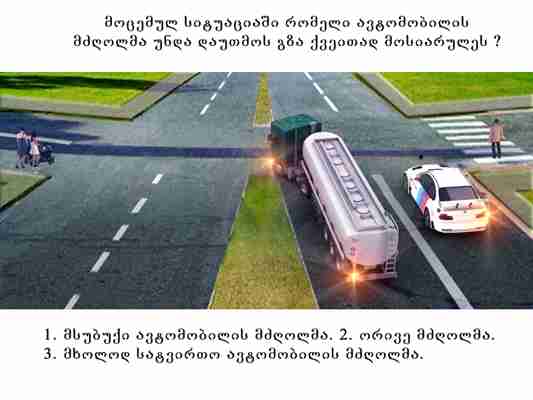 მოცემულ სიტუაციაში რომელი ავტომობილის
მძღოლმა უნდა დაუთმოს გზა ქვეითად მოსიარულეს ?
1. მსუბუქი ავტომობილის მძღოლმა. 2. ორივე მძღოლმა.
3. მხოლოდ სატვირთო ავტომობილის მძღოლმა.